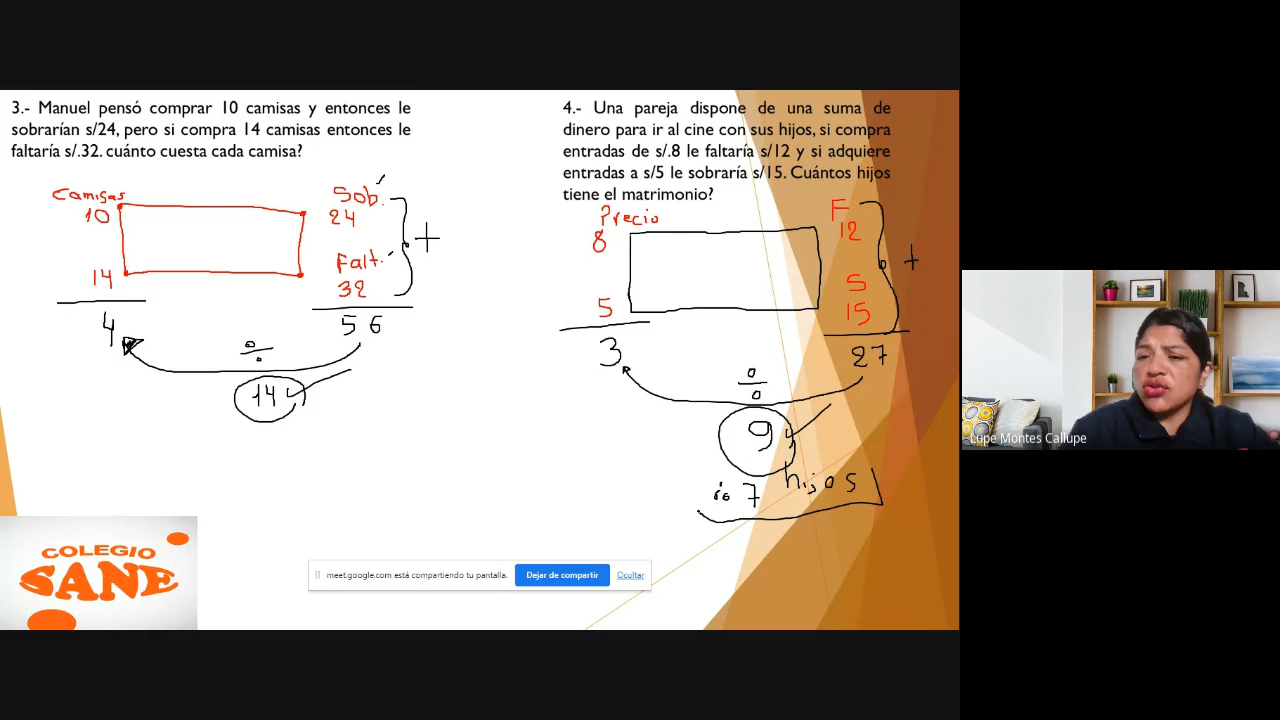 3.- Manuel pensó comprar 10 camisas y entonces le
sobrarían s/24, pero si compra 14 camisas entonces le
faltaría s/.32. cuánto cuesta cada camisa?
Camisas
10
14
4
Sob.
24
Falt.
32
+
56
÷
14
4.- Una pareja dispone de una suma de
dinero para ir al cine con sus hijos, si compra
entradas de s/.8 le faltaría s/12 y si adquiere
entradas a s/5 le sobraría s/15. Cuántos hijos
tiene el matrimonio?
Precio
8
5
3
F
12
S
15
+
27
÷
9
∴ 7 hijos
COLEGIO
SANE
meet.google.com está compartiendo tu pantalla.
Dejar de compartir
Ocultar
Lupe Montes Callupe